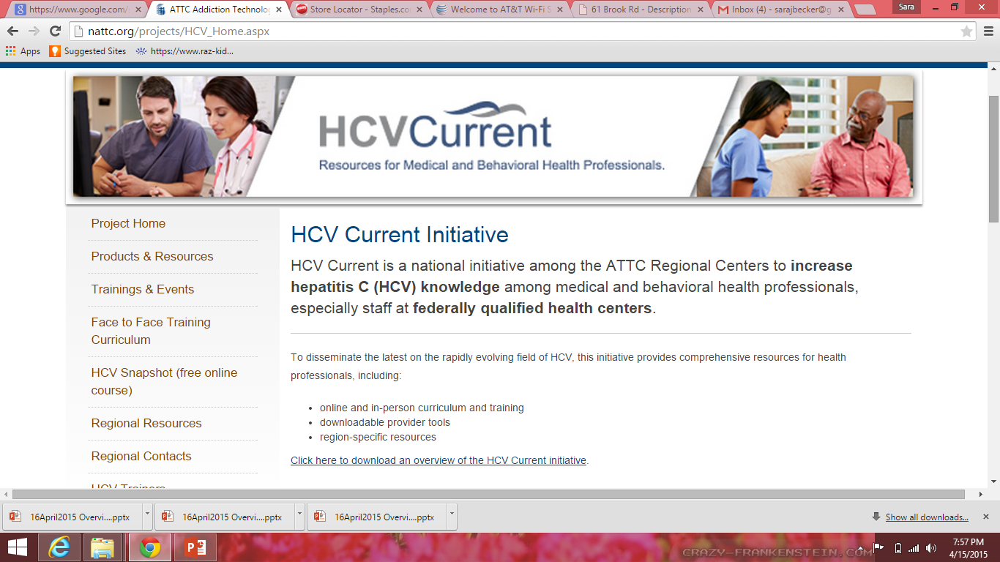 https://www.google.com/
ATTC Addiction Technolog
Store Locator - Staples.co
Welcome to AT&T Wi-Fi S
61 Brook Rd - Description
Inbox (4) - sarajbecker@g
Sara
nattc.org/projects/HCV_Home.aspx
Apps
Suggested Sites
https://www.raz-kid...
HCVCurrent
Resources for Medical and Behavioral Health Professionals.
Project Home
Products & Resources
Trainings & Events
Face to Face Training
Curriculum
HCV Snapshot (free online
course)
Regional Resources
Regional Contacts
HCV Trainers
HCV Current Initiative
HCV Current is a national initiative among the ATTC Regional Centers to increase
hepatitis C (HCV) knowledge among medical and behavioral health professionals,
especially staff at federally qualified health centers.
To disseminate the latest on the rapidly evolving field of HCV, this initiative provides comprehensive resources for health
professionals, including:
• online and in-person curriculum and training
• downloadable provider tools
• region-specific resources
Click here to download an overview of the HCV Current initiative.
16April2015 Overvi....pptx
16April2015 Overvi....pptx
16April2015 Overvi....pptx
Show all downloads...
CRAZY-FRANKENSTEIN.COM
7:57 PM
4/15/2015